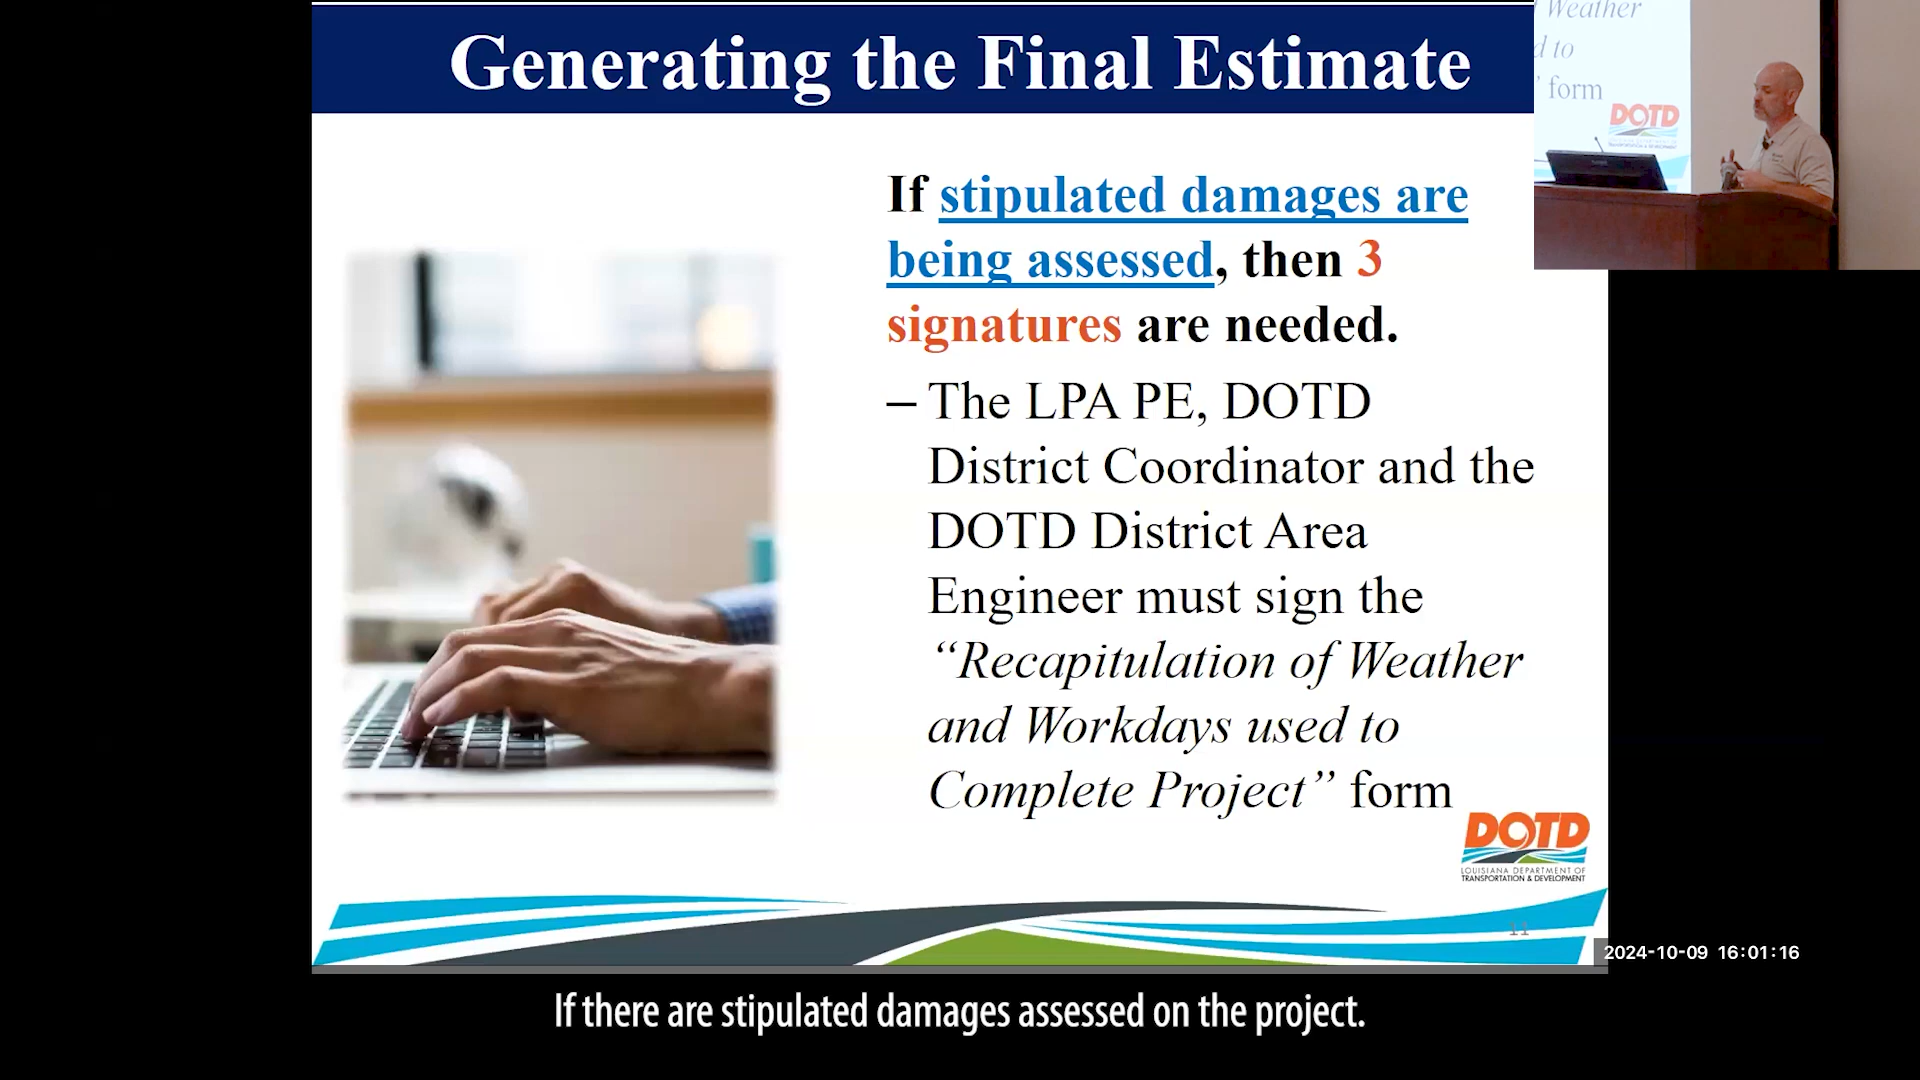 Generating the Final Estimate
If stipulated damages are
being assessed, then 3
signatures are needed.
– The LPA PE, DOTD
District Coordinator and the
DOTD District Area
Engineer must sign the
“Recapitulation of Weather
and Workdays used to
Complete Project” form
DOTD
LOUISIANA DEPARTMENT OF
TRANSPORTATION & DEVELOPMENT
11
Weather
d to
” form
DOTD
2024-10-09 16:01:16
If there are stipulated damages assessed on the project.